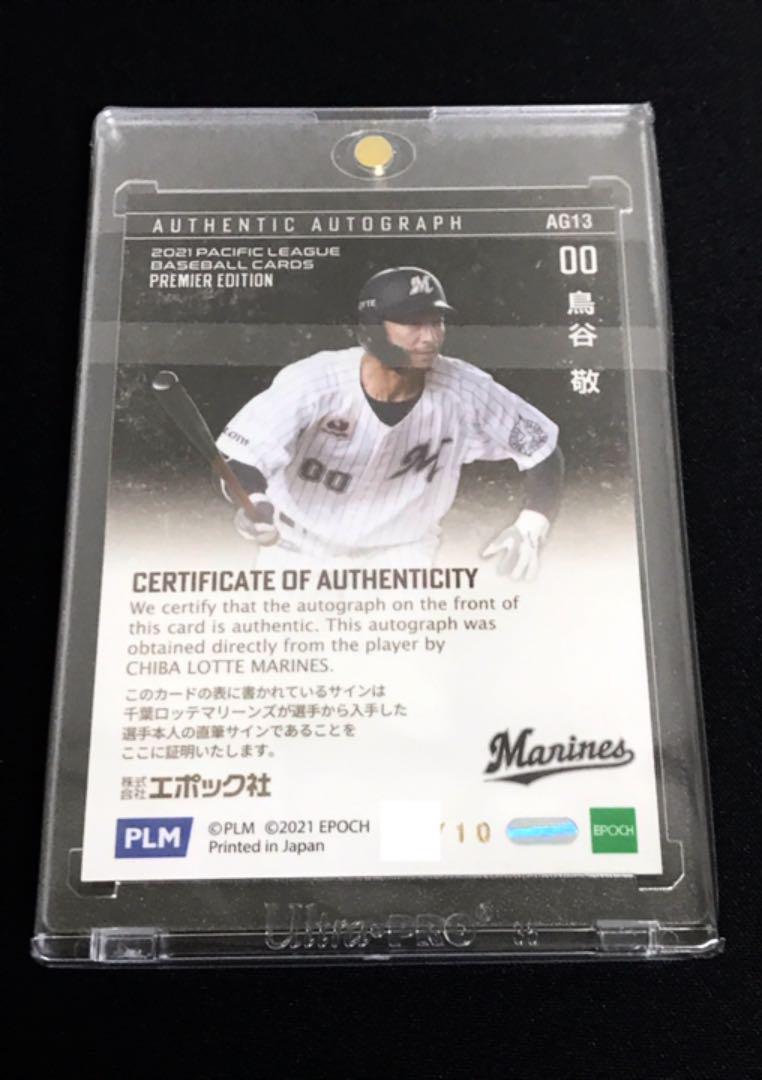 AUTHENTIC AUTOGRAPH AG13
2021 PACIFIC LEAGUE
BASEBALL CARDS
PREMIER EDITION
00
鳥谷 敬
M
LOTTE
00
M
CERTIFICATE OF AUTHENTICITY
We certify that the autograph on the front of
this card is authentic. This autograph was
obtained directly from the player by
CHIBA LOTTE MARINES.
このカードの表に書かれているサインは
千葉ロッテマリーンズが選手から入手した
選手本人の直筆サインであることを
ここに証明いたします。
株式会社エポック社
Marines
PLM
©PLM ©2021 EPOCH
Printed in Japan
/10
EPOCH
Ultra·PRO®